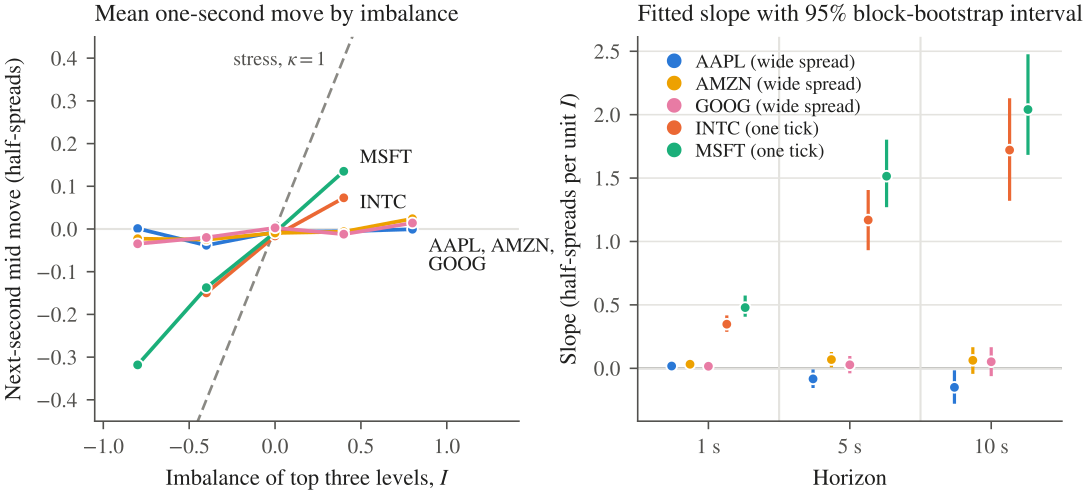 Mean one-second move by imbalance
Next-second mid move (half-spreads)
0.4
0.3
0.2
0.1
0.0
−0.1
−0.2
−0.3
−0.4
stress, κ = 1
MSFT
INTC
AAPL, AMZN,
GOOG
−1.0
−0.5
0.0
0.5
1.0
Imbalance of top three levels, I
Fitted slope with 95% block-bootstrap interval
Slope (half-spreads per unit I)
2.5
2.0
1.5
1.0
0.5
0.0
AAPL (wide spread)
AMZN (wide spread)
GOOG (wide spread)
INTC (one tick)
MSFT (one tick)
1 s
5 s
10 s
Horizon